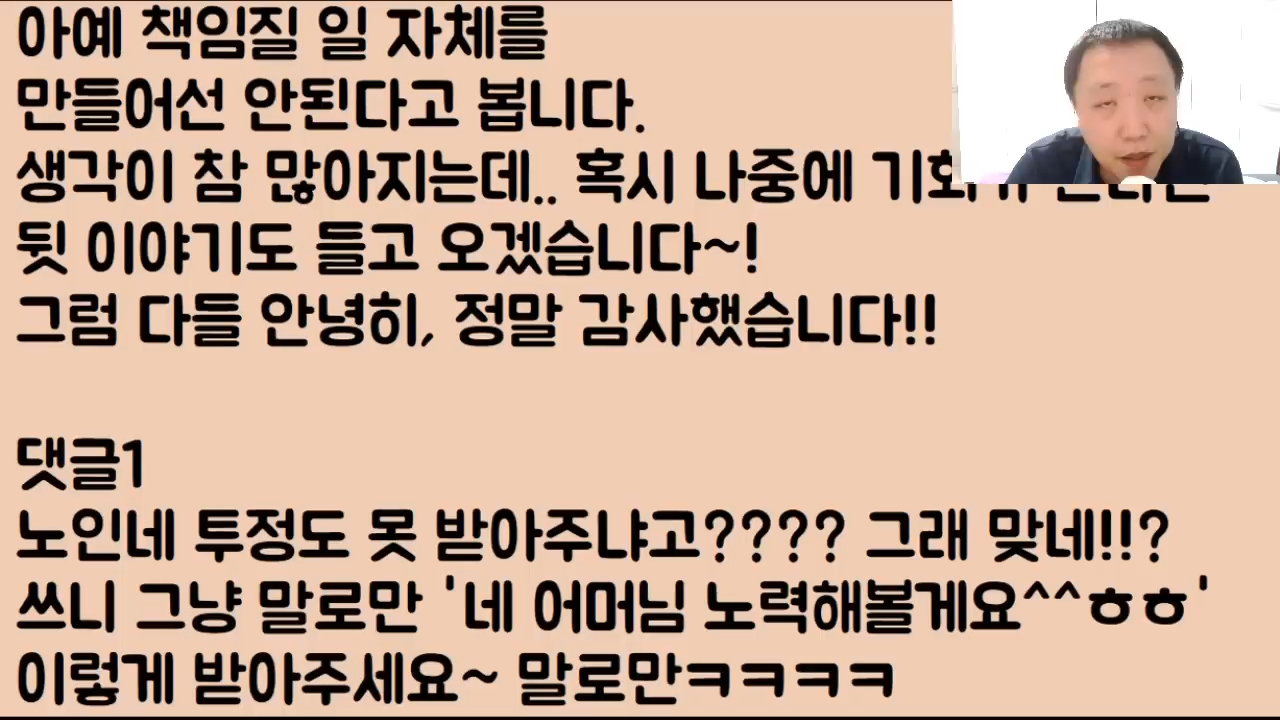 아예 책임질 일 자체를
만들어선 안된다고 봅니다.
생각이 참 많아지는데.. 혹시 나중에
뒷 이야기도 들고 오겠습니다~!
그럼 다들 안녕히, 정말 감사했습니다!!
댓글1
노인네 투정도 못 받아주냐고???? 그래 맞네!!?
쓰니 그냥 말로만 '네 어머님 노력해볼게요^^ㅎㅎ'
이렇게 받아주세요~ 말로만ㅋㅋㅋㅋ